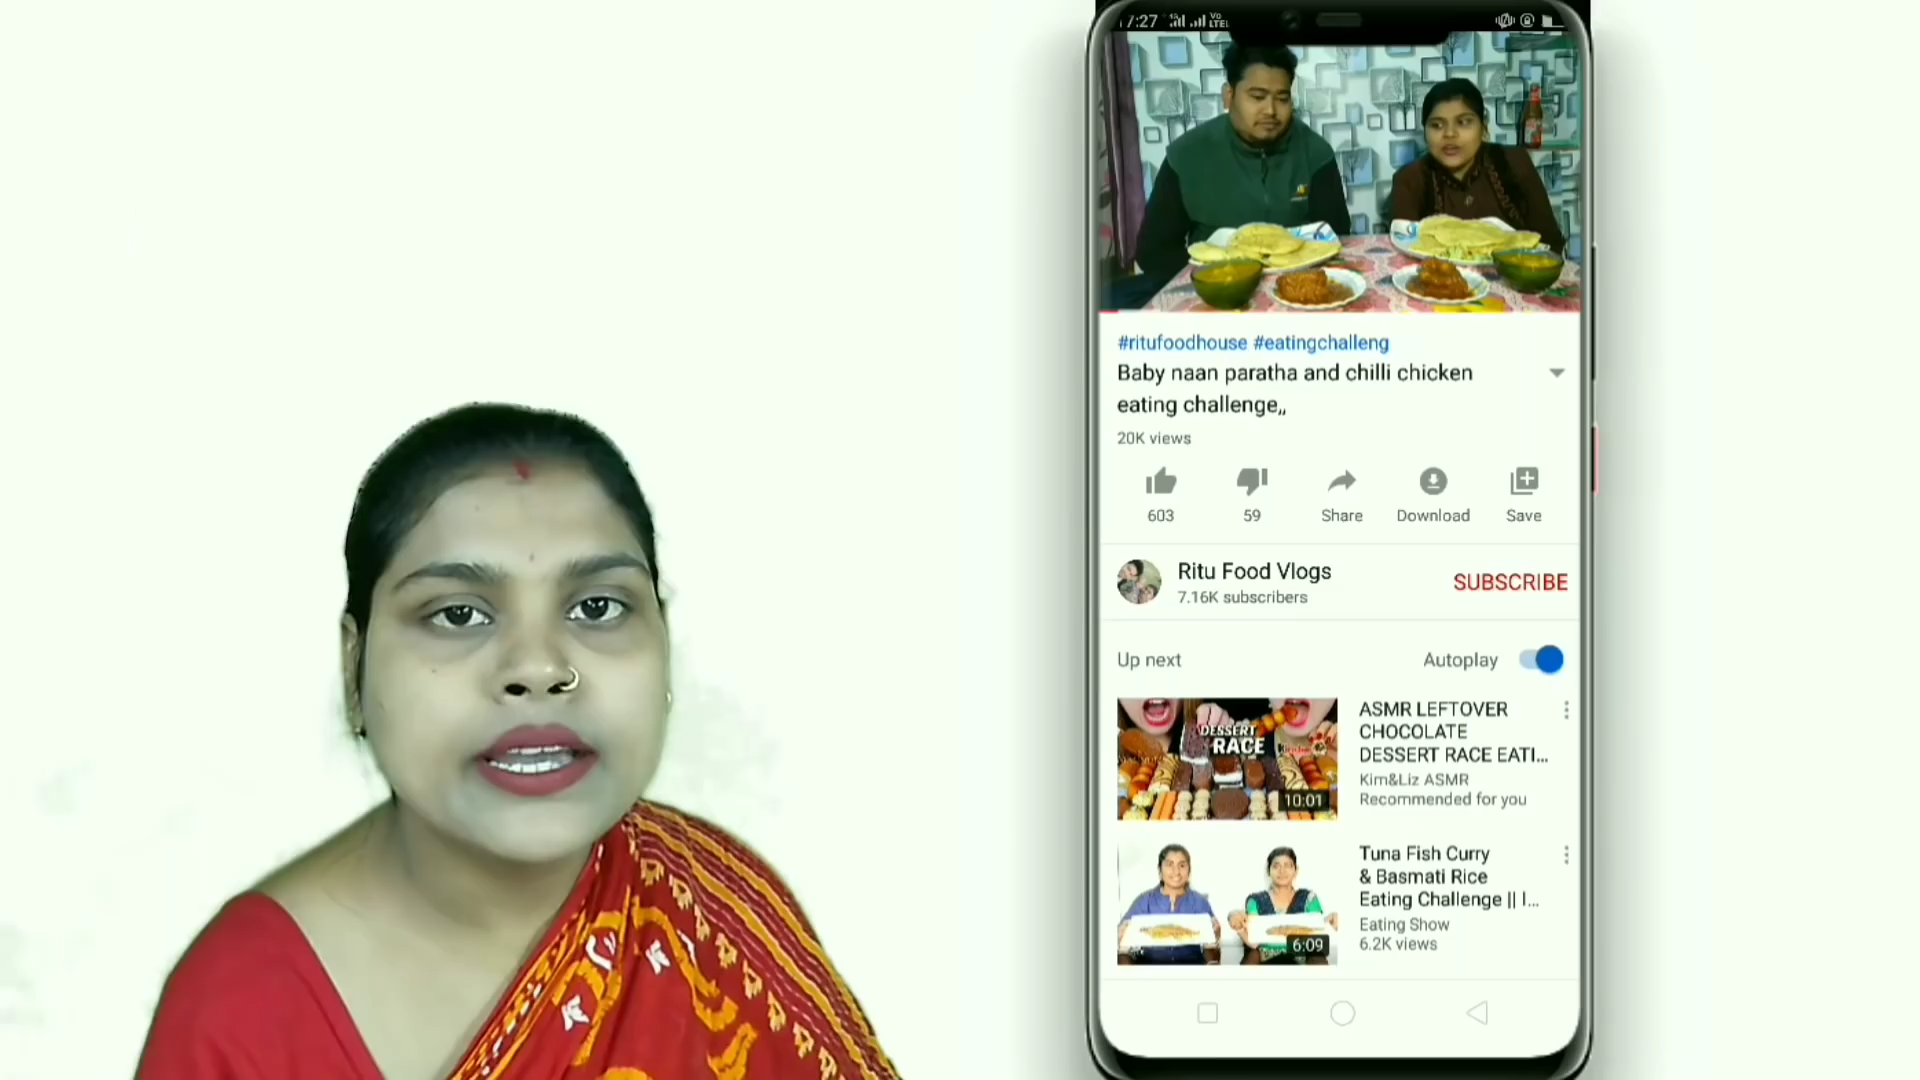 17:27
Vo
LTE
#ritufoodhouse #eatingchalleng
Baby naan paratha and chilli chicken
eating challenge,,
20K views
603
59
Share
Download
Save
Ritu Food Vlogs
7.16K subscribers
SUBSCRIBE
Up next
Autoplay
DESSERT
RACE
10:01
ASMR LEFTOVER
CHOCOLATE
DESSERT RACE EATI...
Kim&Liz ASMR
Recommended for you
6:09
Tuna Fish Curry
& Basmati Rice
Eating Challenge || I...
Eating Show
6.2K views